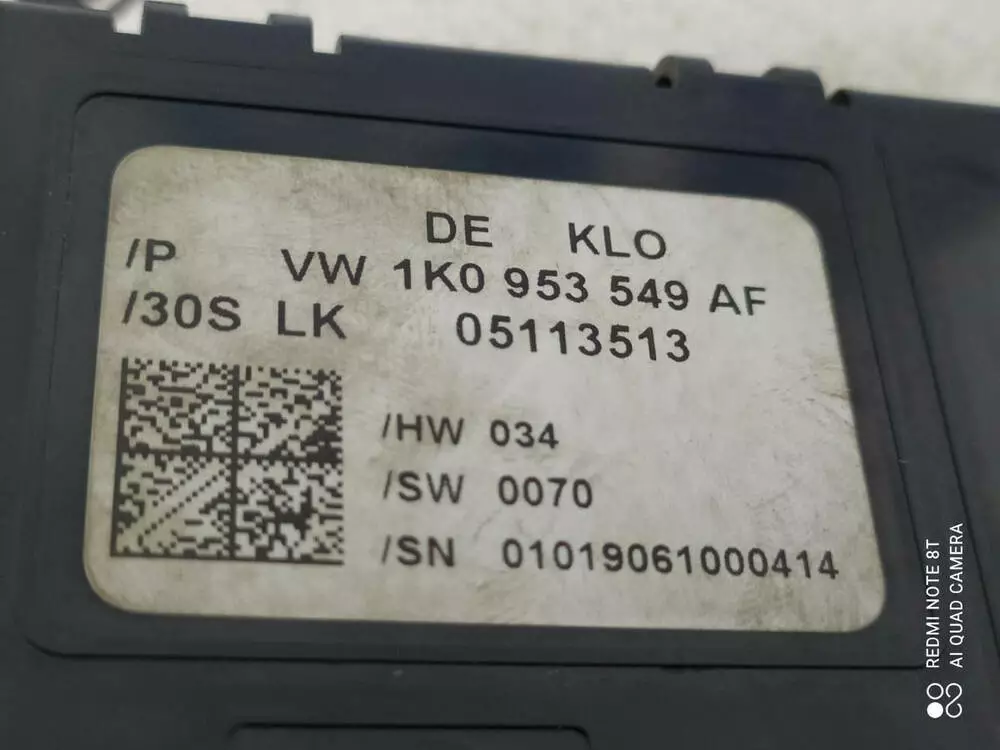 DE KLO
/P VW 1K0 953 549 AF
/30S LK 05113513
/HW 034
/SW 0070
/SN 01019061000414
REDMI NOTE 8T
AI QUAD CAMERA